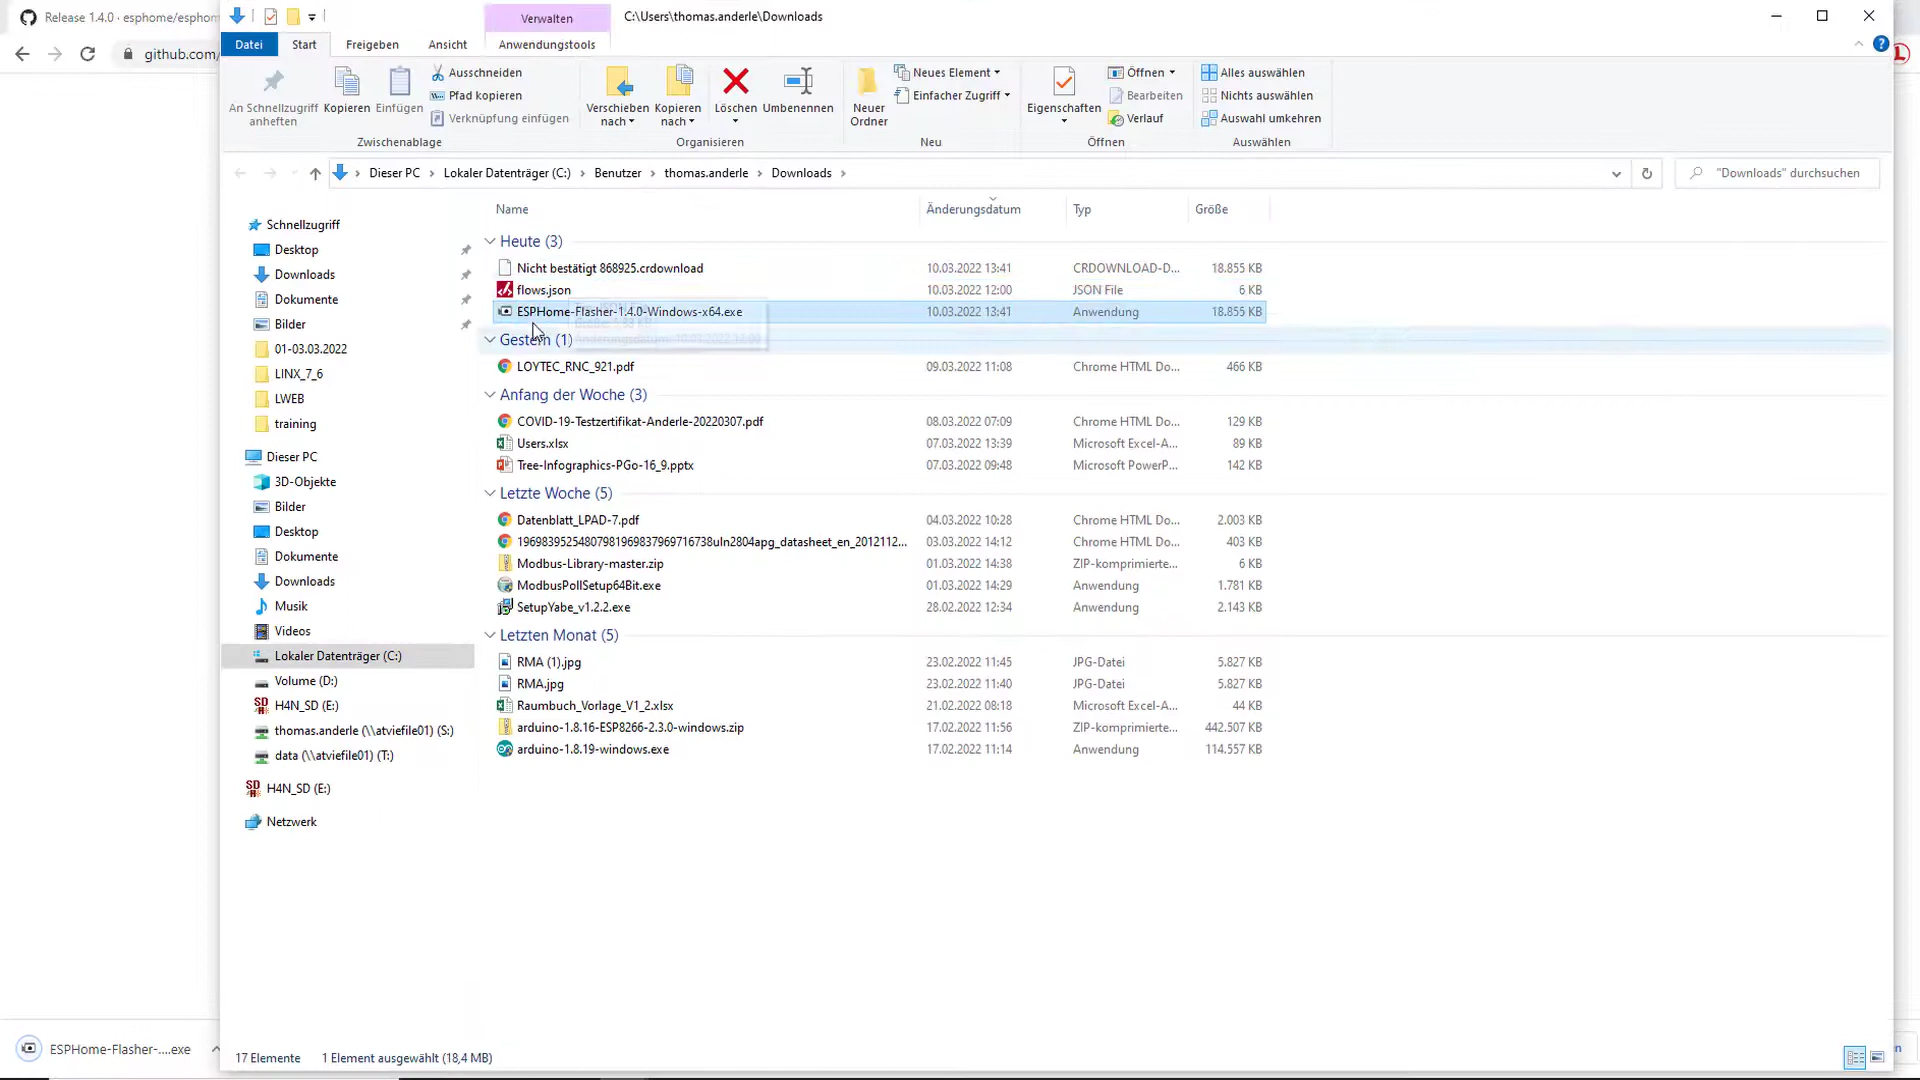 Release 1.4.0 · esphome/esphom
github.com/
Verwalten
C:\Users\thomas.anderle\Downloads
Datei
Start
Freigeben
Ansicht
Anwendungstools
An Schnellzugriff
anheften
Kopieren
Einfügen
Ausschneiden
Pfad kopieren
Verknüpfung einfügen
Zwischenablage
Verschieben
nach
Kopieren
nach
Löschen
Umbenennen
Organisieren
Neuer
Ordner
Neues Element
Einfacher Zugriff
Neu
Eigenschaften
Öffnen
Bearbeiten
Verlauf
Öffnen
Alles auswählen
Nichts auswählen
Auswahl umkehren
Auswählen
Dieser PC
Lokaler Datenträger (C:)
Benutzer
thomas.anderle
Downloads
"Downloads" durchsuchen
Name
Änderungsdatum
Typ
Größe
Schnellzugriff
Desktop
Downloads
Dokumente
Bilder
01-03.03.2022
LINX_7_6
LWEB
training
Dieser PC
3D-Objekte
Bilder
Desktop
Dokumente
Downloads
Musik
Videos
Lokaler Datenträger (C:)
Volume (D:)
H4N_SD (E:)
thomas.anderle (\\atviefile01) (S:)
data (\\atviefile01) (T:)
H4N_SD (E:)
Netzwerk
Heute (3)
Nicht bestätigt 868925.crdownload 10.03.2022 13:41 CRDOWNLOAD-D... 18.855 KB
flows.json 10.03.2022 12:00 JSON File 6 KB
ESPHome-Flasher-1.4.0-Windows-x64.exe 10.03.2022 13:41 Anwendung 18.855 KB
Gestern (1)
LOYTEC_RNC_921.pdf 09.03.2022 11:08 Chrome HTML Do... 466 KB
Anfang der Woche (3)
COVID-19-Testzertifikat-Anderle-20220307.pdf 08.03.2022 07:09 Chrome HTML Do... 129 KB
Users.xlsx 07.03.2022 13:39 Microsoft Excel-A... 89 KB
Tree-Infographics-PGo-16_9.pptx 07.03.2022 09:48 Microsoft PowerP... 142 KB
Letzte Woche (5)
Datenblatt_LPAD-7.pdf 04.03.2022 10:28 Chrome HTML Do... 2.003 KB
19698395254807981969837969716738uln2804apg_datasheet_en_2012112... 03.03.2022 14:12 Chrome HTML Do... 403 KB
Modbus-Library-master.zip 01.03.2022 14:38 ZIP-komprimierte... 6 KB
ModbusPollSetup64Bit.exe 01.03.2022 14:29 Anwendung 1.781 KB
SetupYabe_v1.2.2.exe 28.02.2022 12:34 Anwendung 2.143 KB
Letzten Monat (5)
RMA (1).jpg 23.02.2022 11:45 JPG-Datei 5.827 KB
RMA.jpg 23.02.2022 11:40 JPG-Datei 5.827 KB
Raumbuch_Vorlage_V1_2.xlsx 21.02.2022 08:18 Microsoft Excel-A... 44 KB
arduino-1.8.16-ESP8266-2.3.0-windows.zip 17.02.2022 11:56 ZIP-komprimierte... 442.507 KB
arduino-1.8.19-windows.exe 17.02.2022 11:14 Anwendung 114.557 KB
ESPHome-Flasher-....exe
17 Elemente
1 Element ausgewählt (18,4 MB)